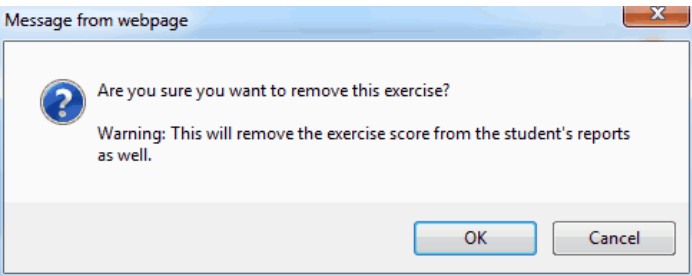 Message from webpage
Are you sure you want to remove this exercise?
Warning: This will remove the exercise score from the student's reports
as well.
OK
Cancel